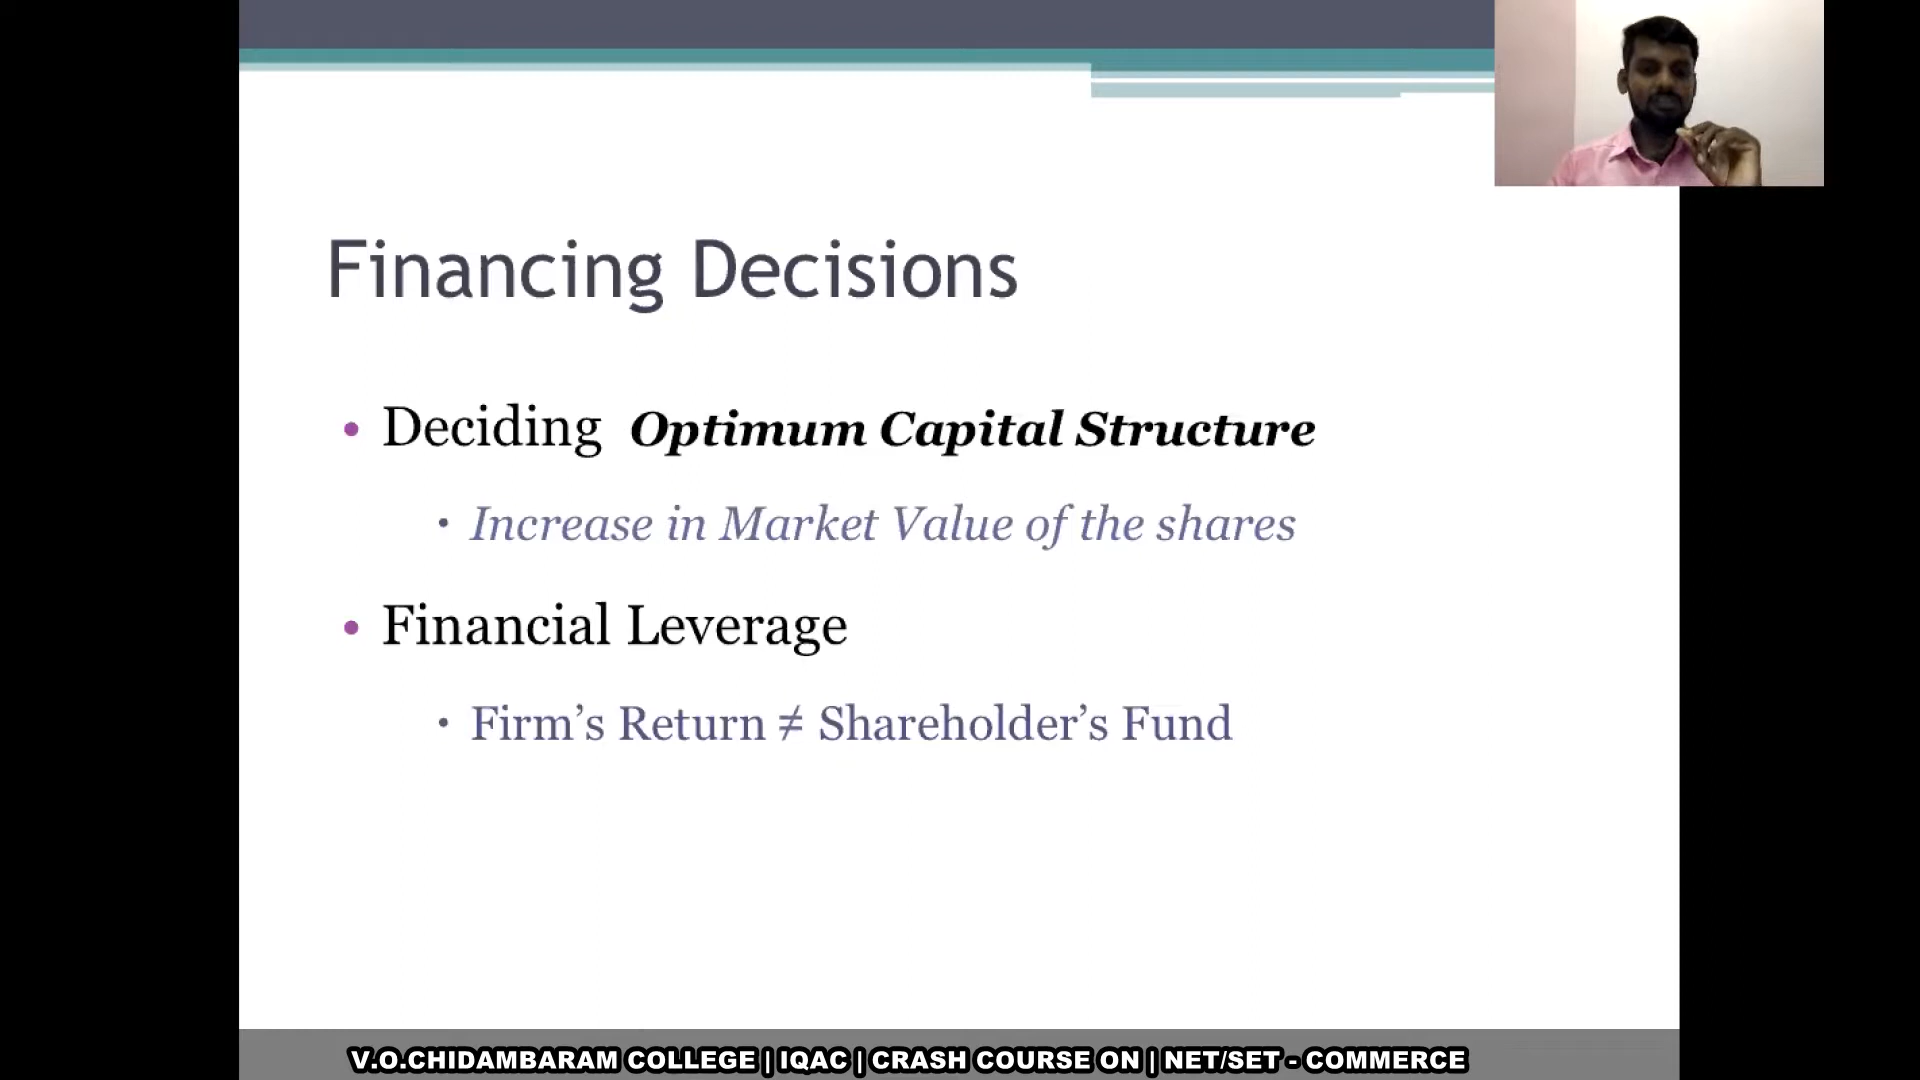 Financing Decisions
• Deciding Optimum Capital Structure
• Increase in Market Value of the shares
• Financial Leverage
• Firm’s Return ≠ Shareholder’s Fund
V.O.CHIDAMBARAM COLLEGE | IQAC | CRASH COURSE ON | NET/SET - COMMERCE